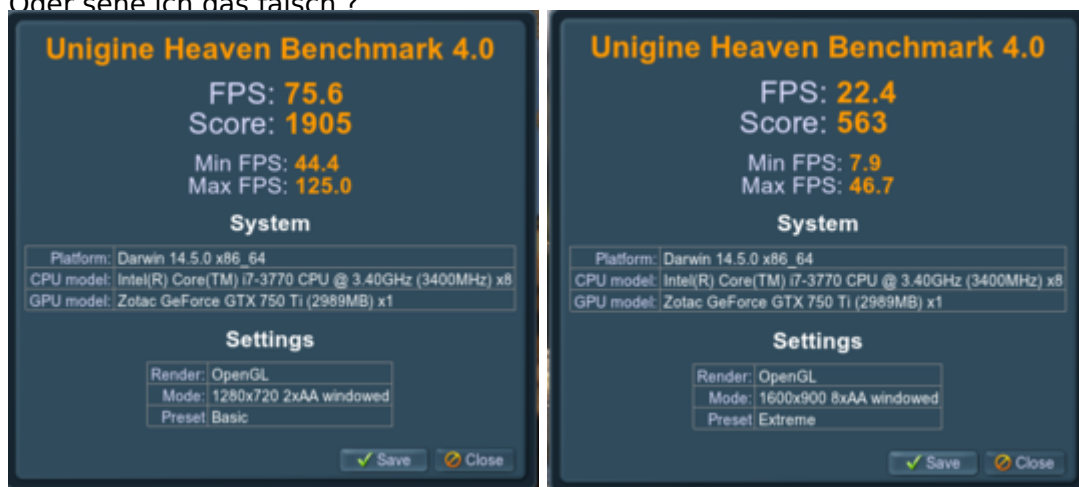 Oder sehe ich das falsch ?
Unigine Heaven Benchmark 4.0
FPS: 75.6
Score: 1905
Min FPS: 44.4
Max FPS: 125.0
System
Platform: Darwin 14.5.0 x86_64
CPU model: Intel(R) Core(TM) i7-3770 CPU @ 3.40GHz (3400MHz) x8
GPU model: Zotac GeForce GTX 750 Ti (2989MB) x1
Settings
Render: OpenGL
Mode: 1280x720 2xAA windowed
Preset Basic
Save Close
Unigine Heaven Benchmark 4.0
FPS: 22.4
Score: 563
Min FPS: 7.9
Max FPS: 46.7
System
Platform: Darwin 14.5.0 x86_64
CPU model: Intel(R) Core(TM) i7-3770 CPU @ 3.40GHz (3400MHz) x8
GPU model: Zotac GeForce GTX 750 Ti (2989MB) x1
Settings
Render: OpenGL
Mode: 1600x900 8xAA windowed
Preset Extreme
Save Close